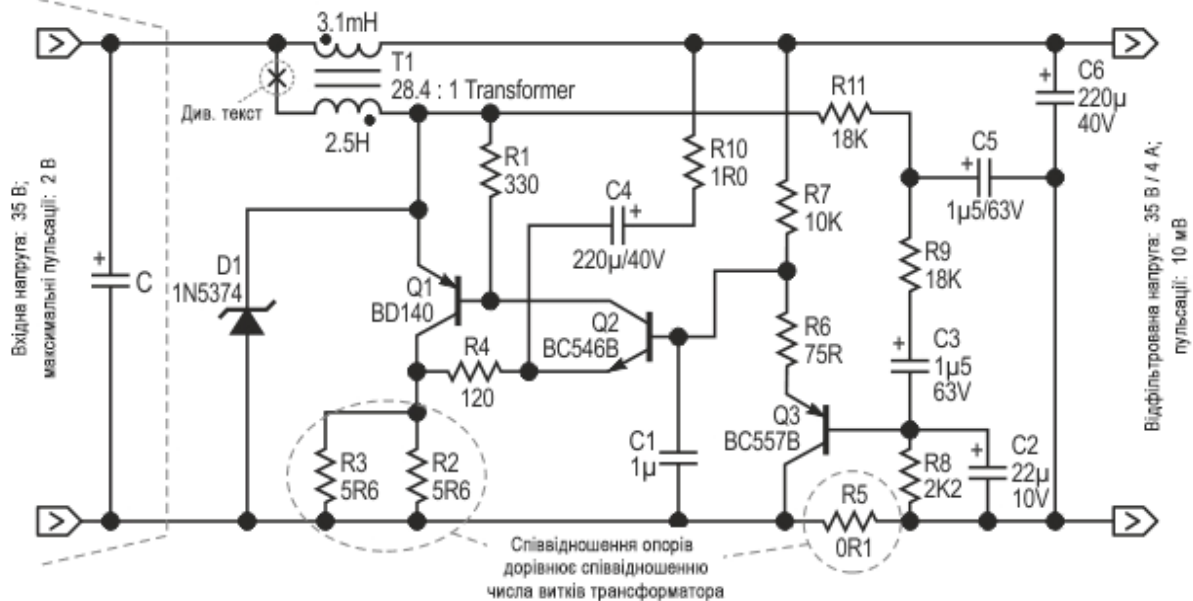 3.1mH
T1
28.4 : 1 Transformer
2.5H
Див. текст
Вхідна напруга: 35 В;
максимальні пульсації: 2 В
+
C
D1
1N5374
R1
330
C4
+
220µ/40V
R10
1R0
R7
10K
R11
18K
C5
+
1µ5/63V
C6
+
220µ
40V
R9
18K
Q1
BD140
Q2
BC546B
R6
75R
C3
+
1µ5
63V
R4
120
Q3
BC557B
R3
5R6
R2
5R6
C1
1µ
R5
0R1
R8
2K2
C2
+
22µ
10V
Співвідношення опорів
дорівнює співвідношенню
числа витків трансформатора
Відфільтрована напруга: 35 В / 4 А;
пульсації: 10 мВ